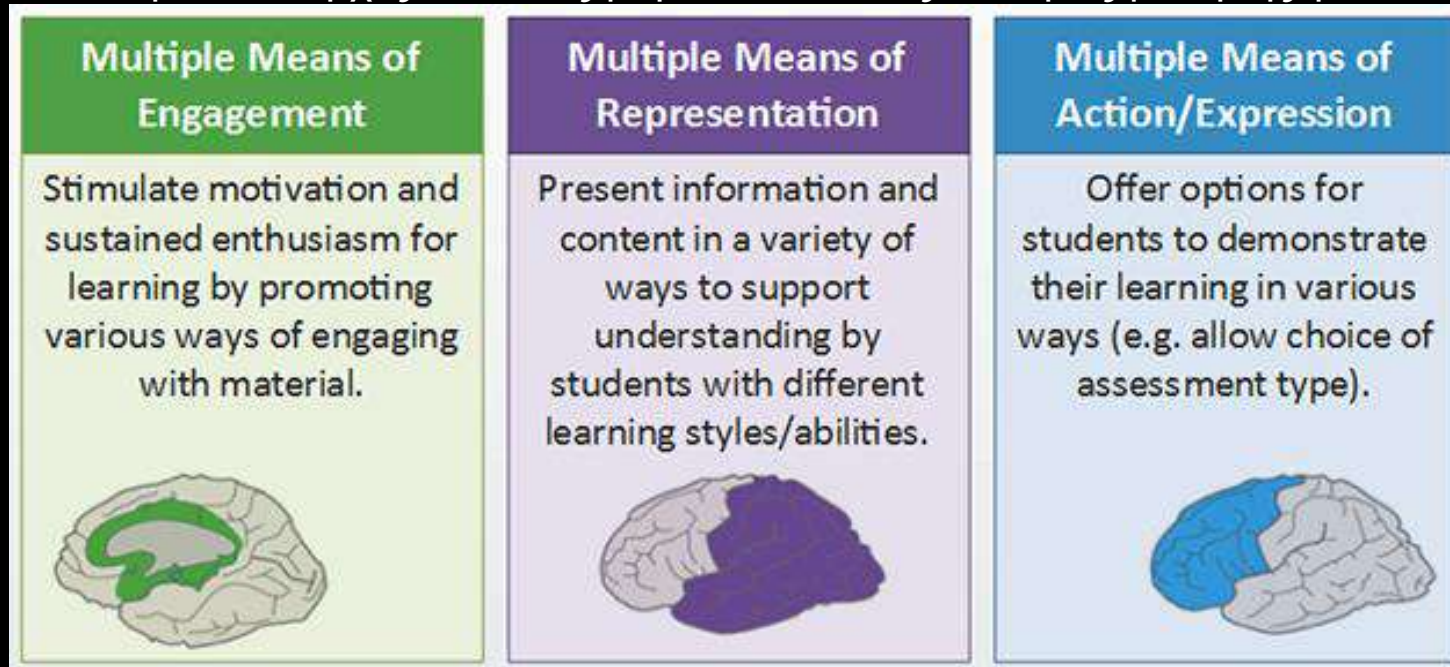 Multiple Means of
Engagement
Stimulate motivation and
sustained enthusiasm for
learning by promoting
various ways of engaging
with material.
Multiple Means of
Representation
Present information and
content in a variety of
ways to support
understanding by
students with different
learning styles/abilities.
Multiple Means of
Action/Expression
Offer options for
students to demonstrate
their learning in various
ways (e.g. allow choice of
assessment type).